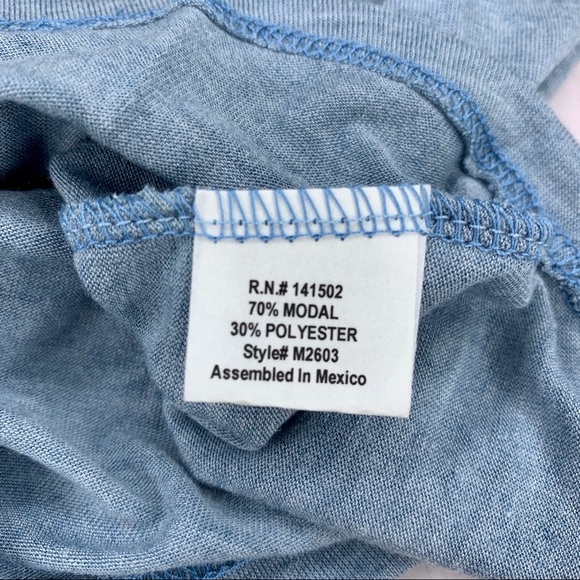 R.N.# 141502
70% MODAL
30% POLYESTER
Style# M2603
Assembled In Mexico